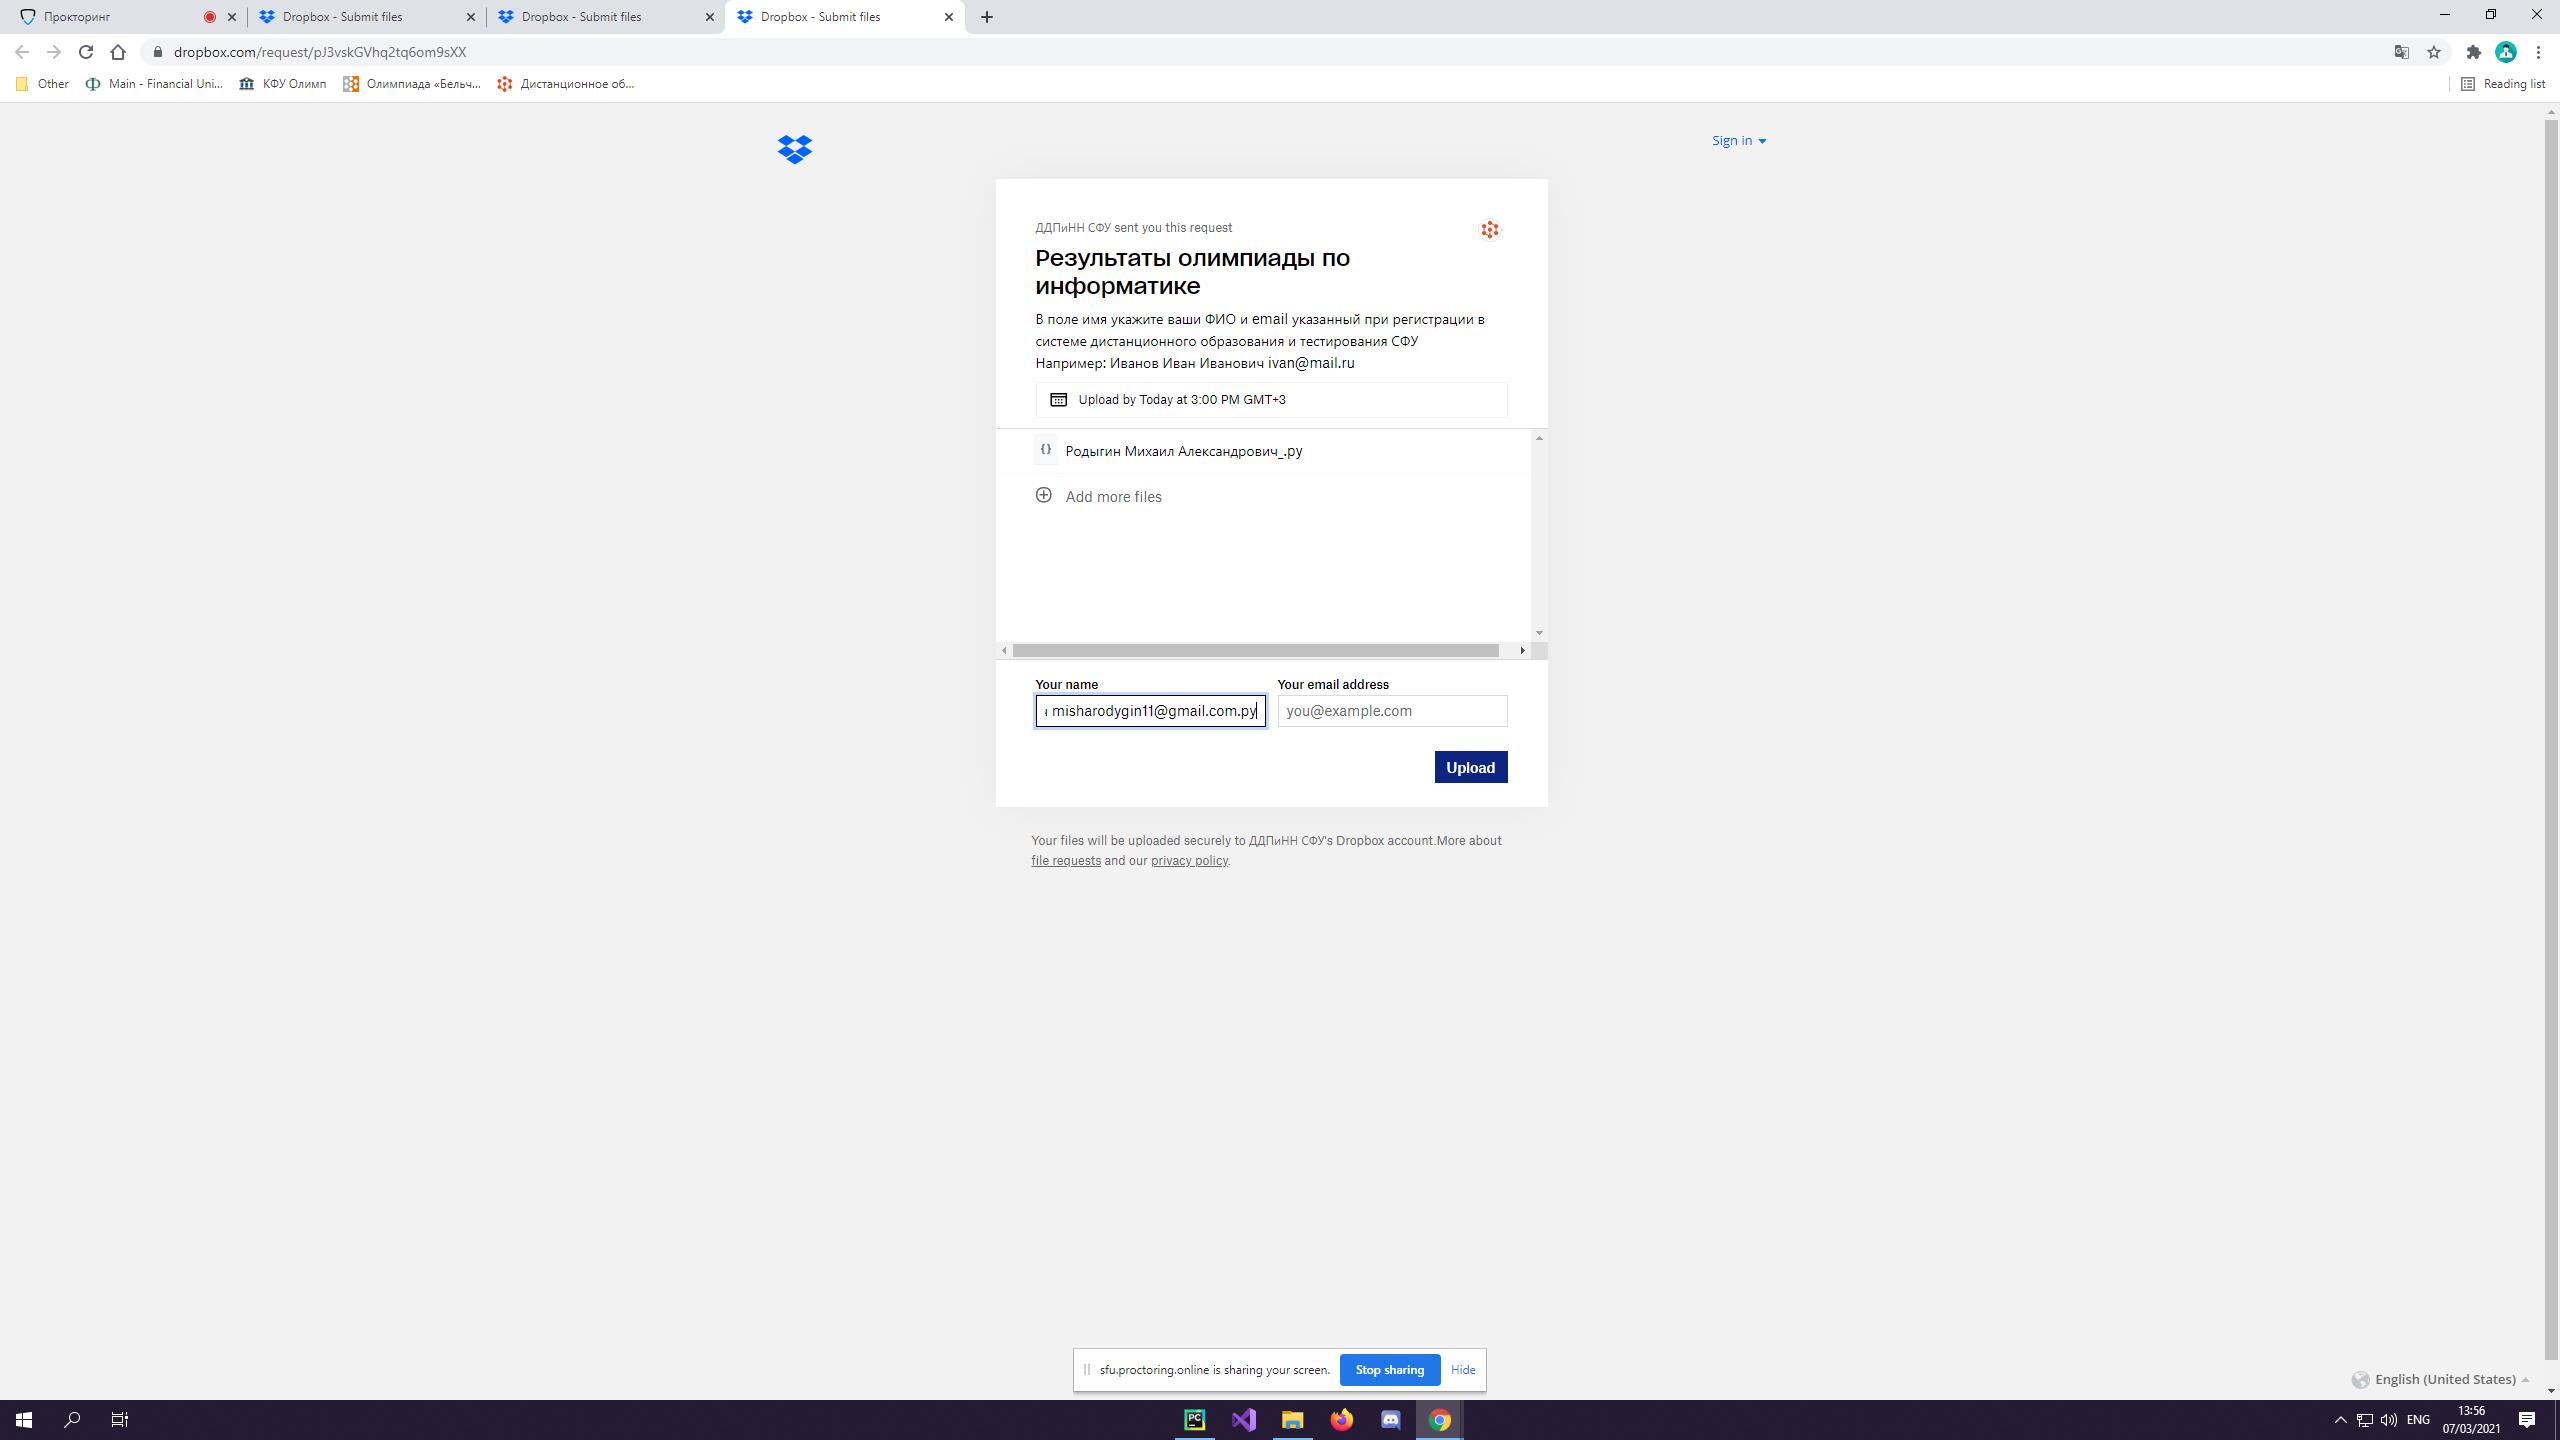 Прокторинг
Dropbox - Submit files
Dropbox - Submit files
Dropbox - Submit files
dropbox.com/request/pJ3vskGVhq2tq6om9sXX
Other
Main - Financial Uni...
КФУ Олимп
Олимпиада «Бельч...
Дистанционное об...
Reading list
Sign in
ДДПиНН СФУ sent you this request
Результаты олимпиады по
информатике
В поле имя укажите ваши ФИО и email указанный при регистрации в
системе дистанционного образования и тестирования СФУ
Например: Иванов Иван Иванович ivan@mail.ru
Upload by Today at 3:00 PM GMT+3
{} Родыгин Михаил Александрович_.py
Add more files
Your name
Your email address
misharodygin11@gmail.com.py
you@example.com
Upload
Your files will be uploaded securely to ДДПиНН СФУ's Dropbox account.More about
file requests and our privacy policy.
sfu.proctoring.online is sharing your screen.
Stop sharing
Hide
English (United States)
PC
ENG
13:56
07/03/2021